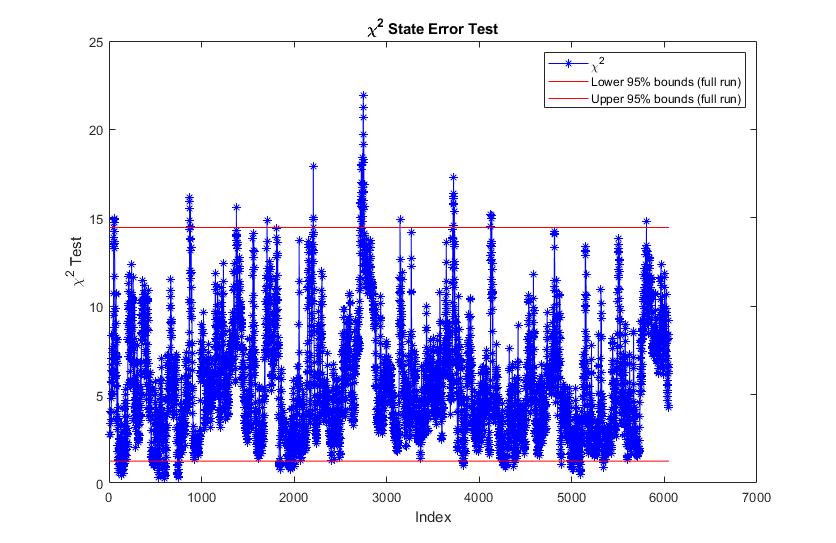 χ² State Error Test
25
20
15
10
5
0
χ² Test
χ²
Lower 95% bounds (full run)
Upper 95% bounds (full run)
0 1000 2000 3000 4000 5000 6000 7000
Index